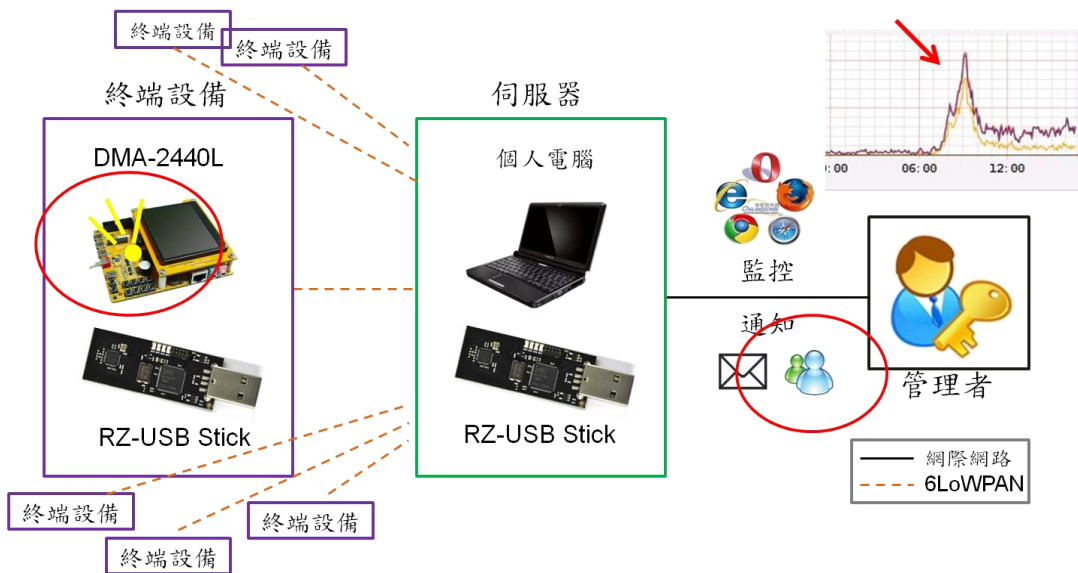 終端設備
終端設備
終端設備
DMA-2440L
RZ-USB Stick
伺服器
個人電腦
RZ-USB Stick
06:00
12:00
監控
通知
管理者
網際網路
6LoWPAN
終端設備
終端設備
終端設備